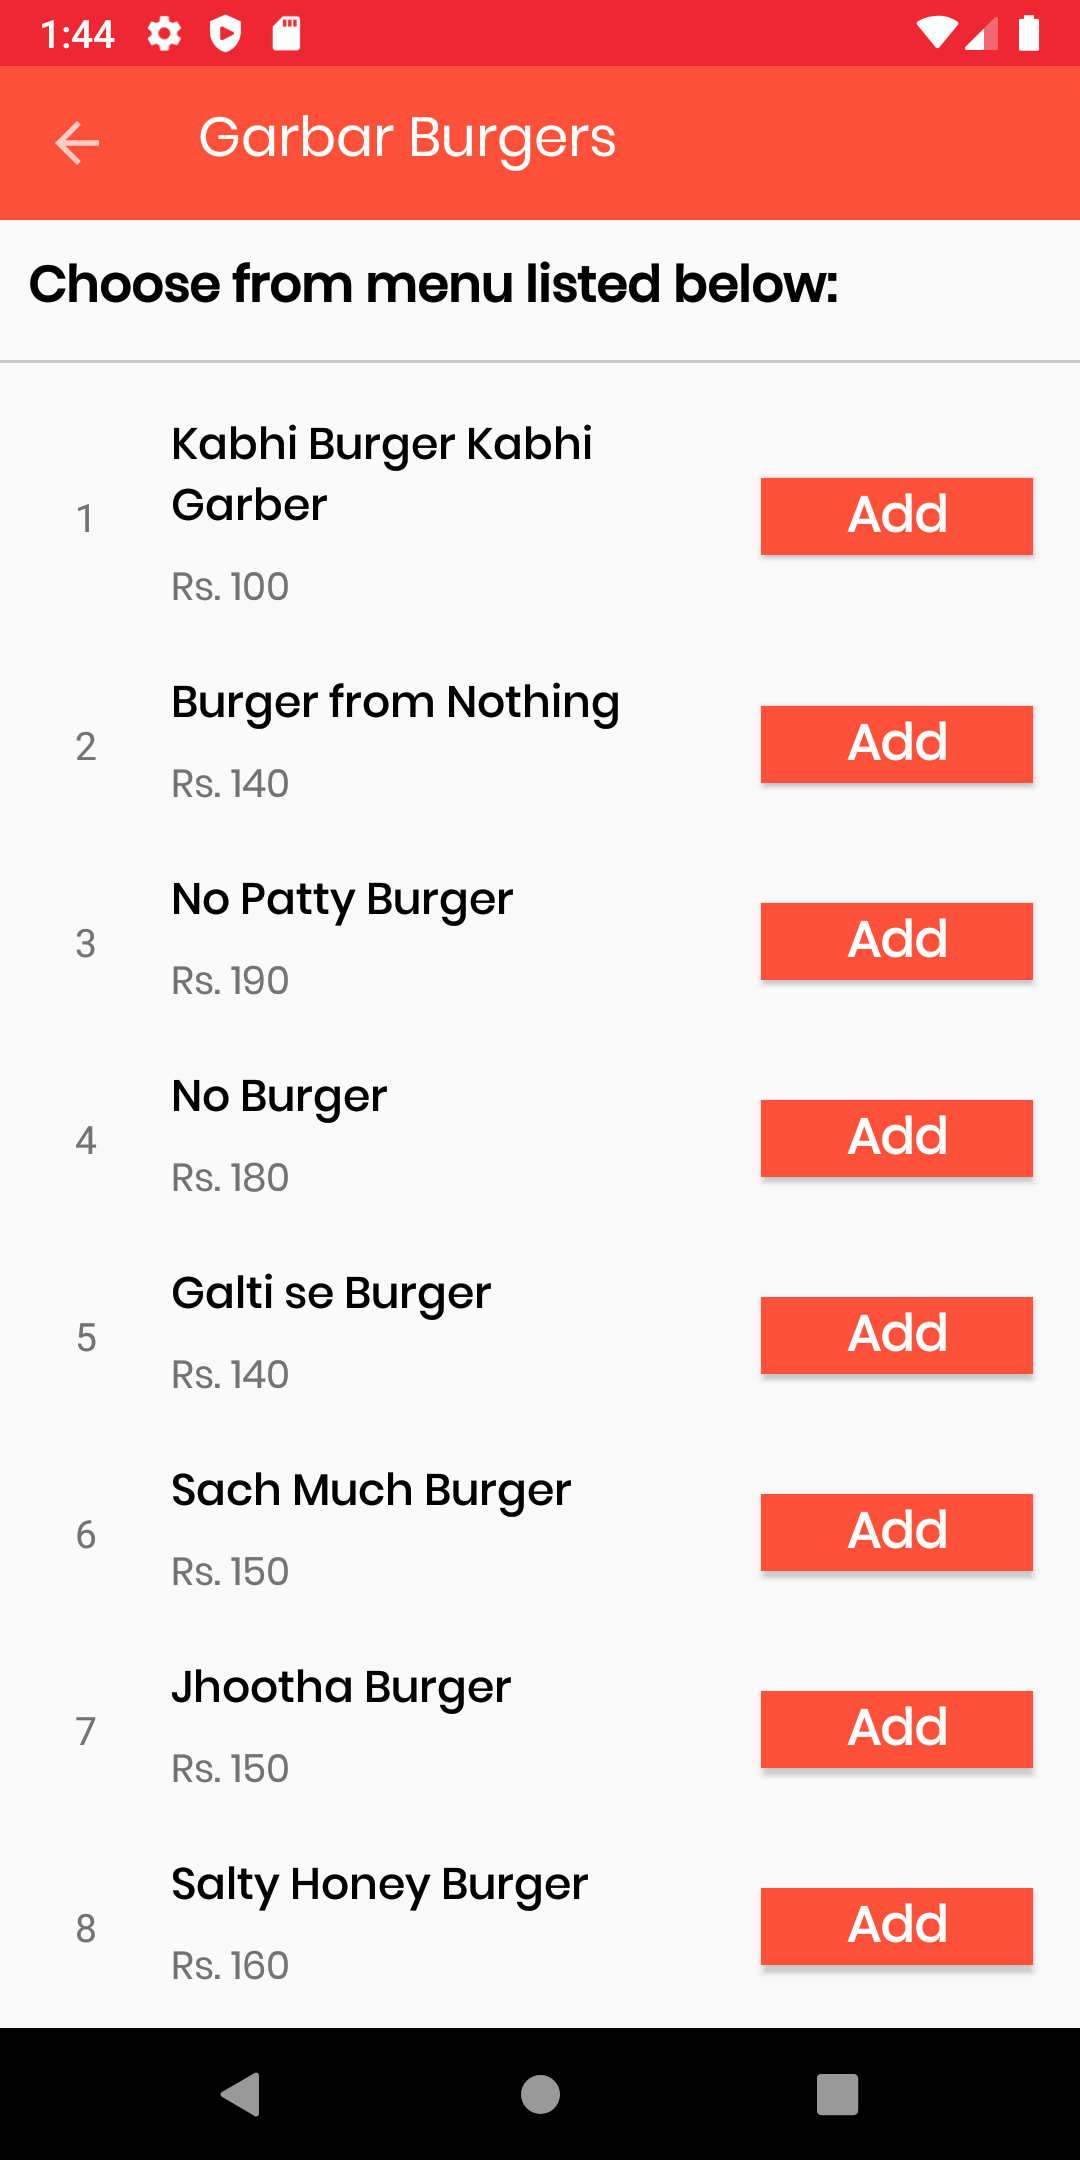 1:44
Garbar Burgers
Choose from menu listed below:
Kabhi Burger Kabhi
Garber
1
Add
Rs. 100
Burger from Nothing
2
Add
Rs. 140
No Patty Burger
3
Add
Rs. 190
No Burger
4
Add
Rs. 180
Galti se Burger
5
Add
Rs. 140
Sach Much Burger
6
Add
Rs. 150
Jhootha Burger
7
Add
Rs. 150
Salty Honey Burger
8
Add
Rs. 160